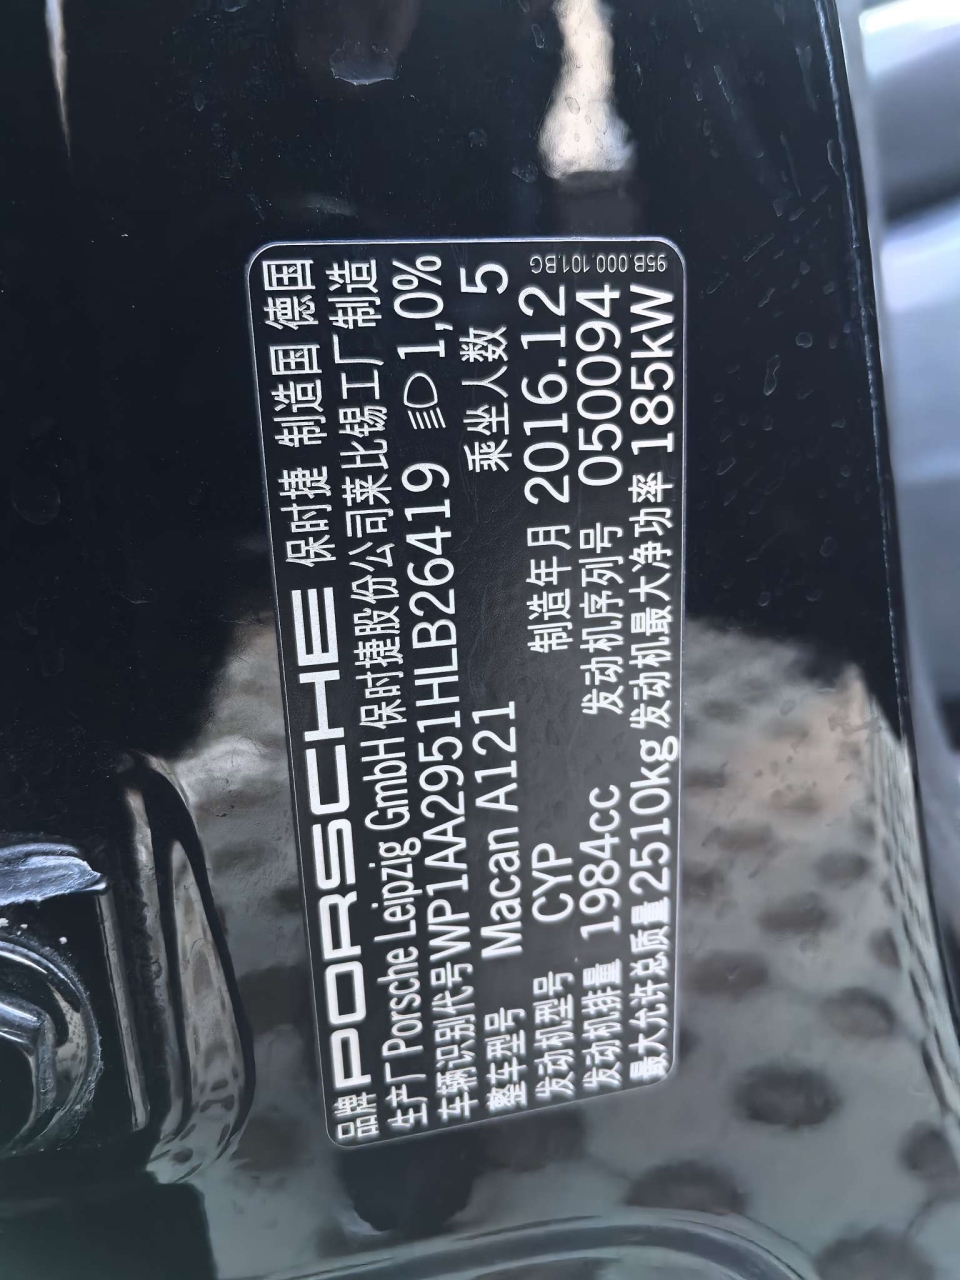 品牌 PORSCHE 保时捷 制造国 德国
生产厂 Porsche Leipzig GmbH 保时捷股份公司莱比锡工厂制造
车辆识别代号 WP1AA2951HLB26419 1,0%
整车型号 Macan A121 乘坐人数 5
发动机型号 CYP 制造年月 2016.12
发动机排量 1984cc 发动机序列号 050094
最大允许总质量 2510kg 发动机最大净功率 185kW
95B.000.101.BG